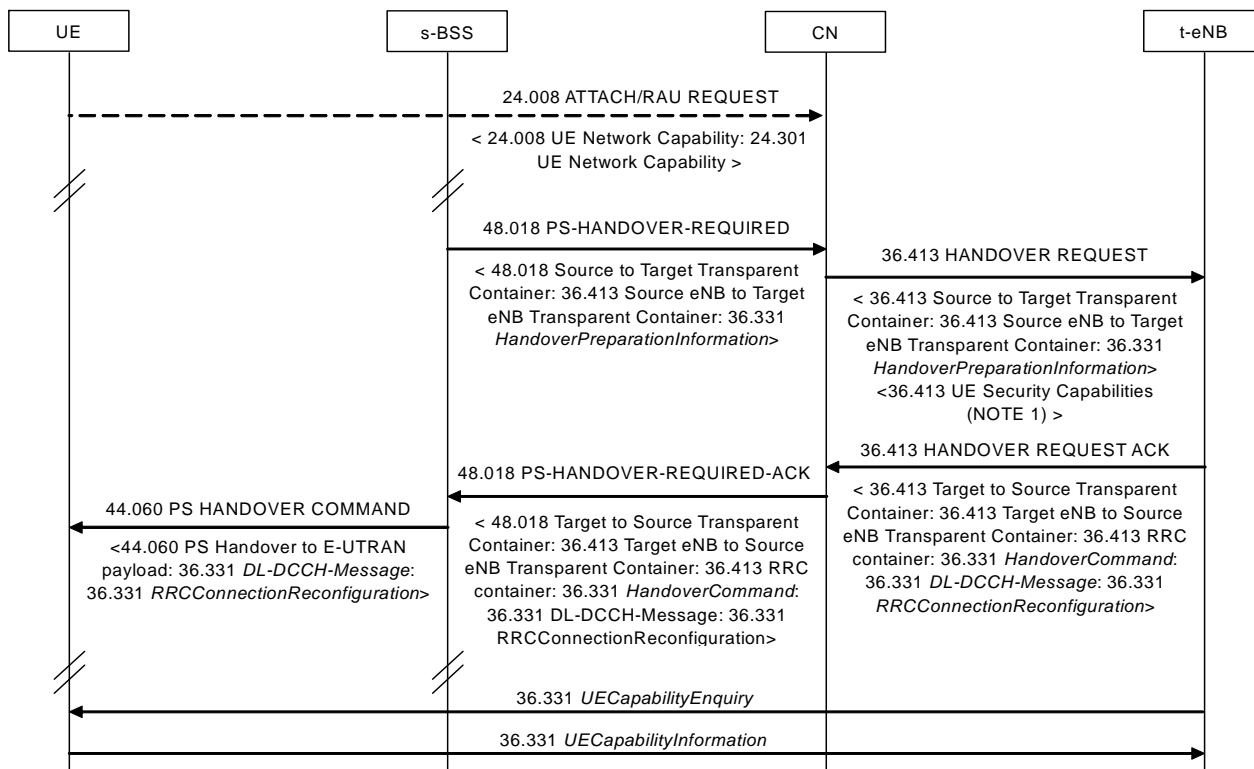 UE
s-BSS
CN
t-eNB
24.008 ATTACH/RAU REQUEST
< 24.008 UE Network Capability: 24.301
UE Network Capability >
48.018 PS-HANDOVER-REQUIRED
< 48.018 Source to Target Transparent
Container: 36.413 Source eNB to Target
eNB Transparent Container: 36.331
HandoverPreparationInformation>
36.413 HANDOVER REQUEST
< 36.413 Source to Target Transparent
Container: 36.413 Source eNB to Target
eNB Transparent Container: 36.331
HandoverPreparationInformation>
<36.413 UE Security Capabilities
(NOTE 1) >
36.413 HANDOVER REQUEST ACK
< 36.413 Target to Source Transparent
Container: 36.413 Target eNB to Source
eNB Transparent Container: 36.413 RRC
container: 36.331 HandoverCommand:
36.331 DL-DCCH-Message: 36.331
RRCConnectionReconfiguration>
48.018 PS-HANDOVER-REQUIRED-ACK
< 48.018 Target to Source Transparent
Container: 36.413 Target eNB to Source
eNB Transparent Container: 36.413 RRC
container: 36.331 HandoverCommand:
36.331 DL-DCCH-Message: 36.331
RRCConnectionReconfiguration>
44.060 PS HANDOVER COMMAND
<44.060 PS Handover to E-UTRAN
payload: 36.331 DL-DCCH-Message:
36.331 RRCConnectionReconfiguration>
36.331 UECapabilityEnquiry
36.331 UECapabilityInformation